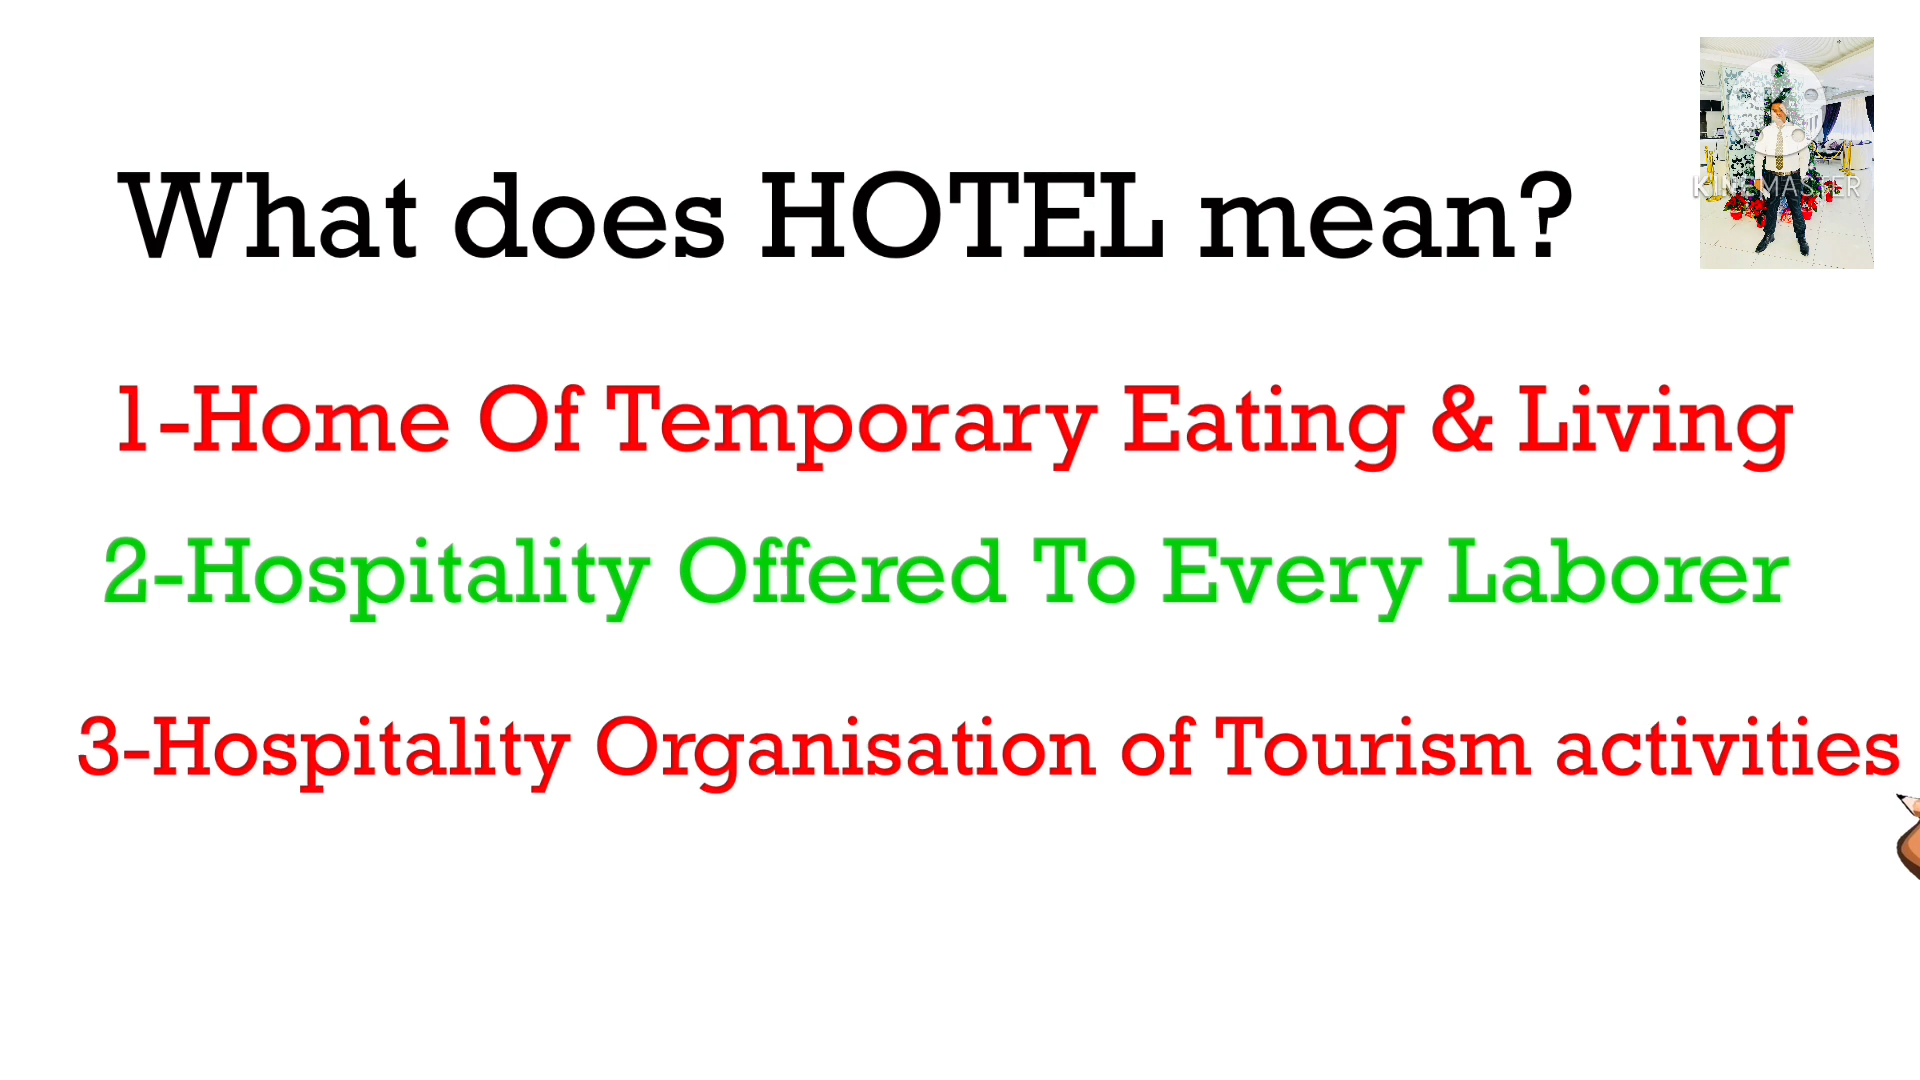 What does HOTEL mean?
1-Home Of Temporary Eating & Living
2-Hospitality Offered To Every Laborer
3-Hospitality Organisation of Tourism activities
KINEMASTER